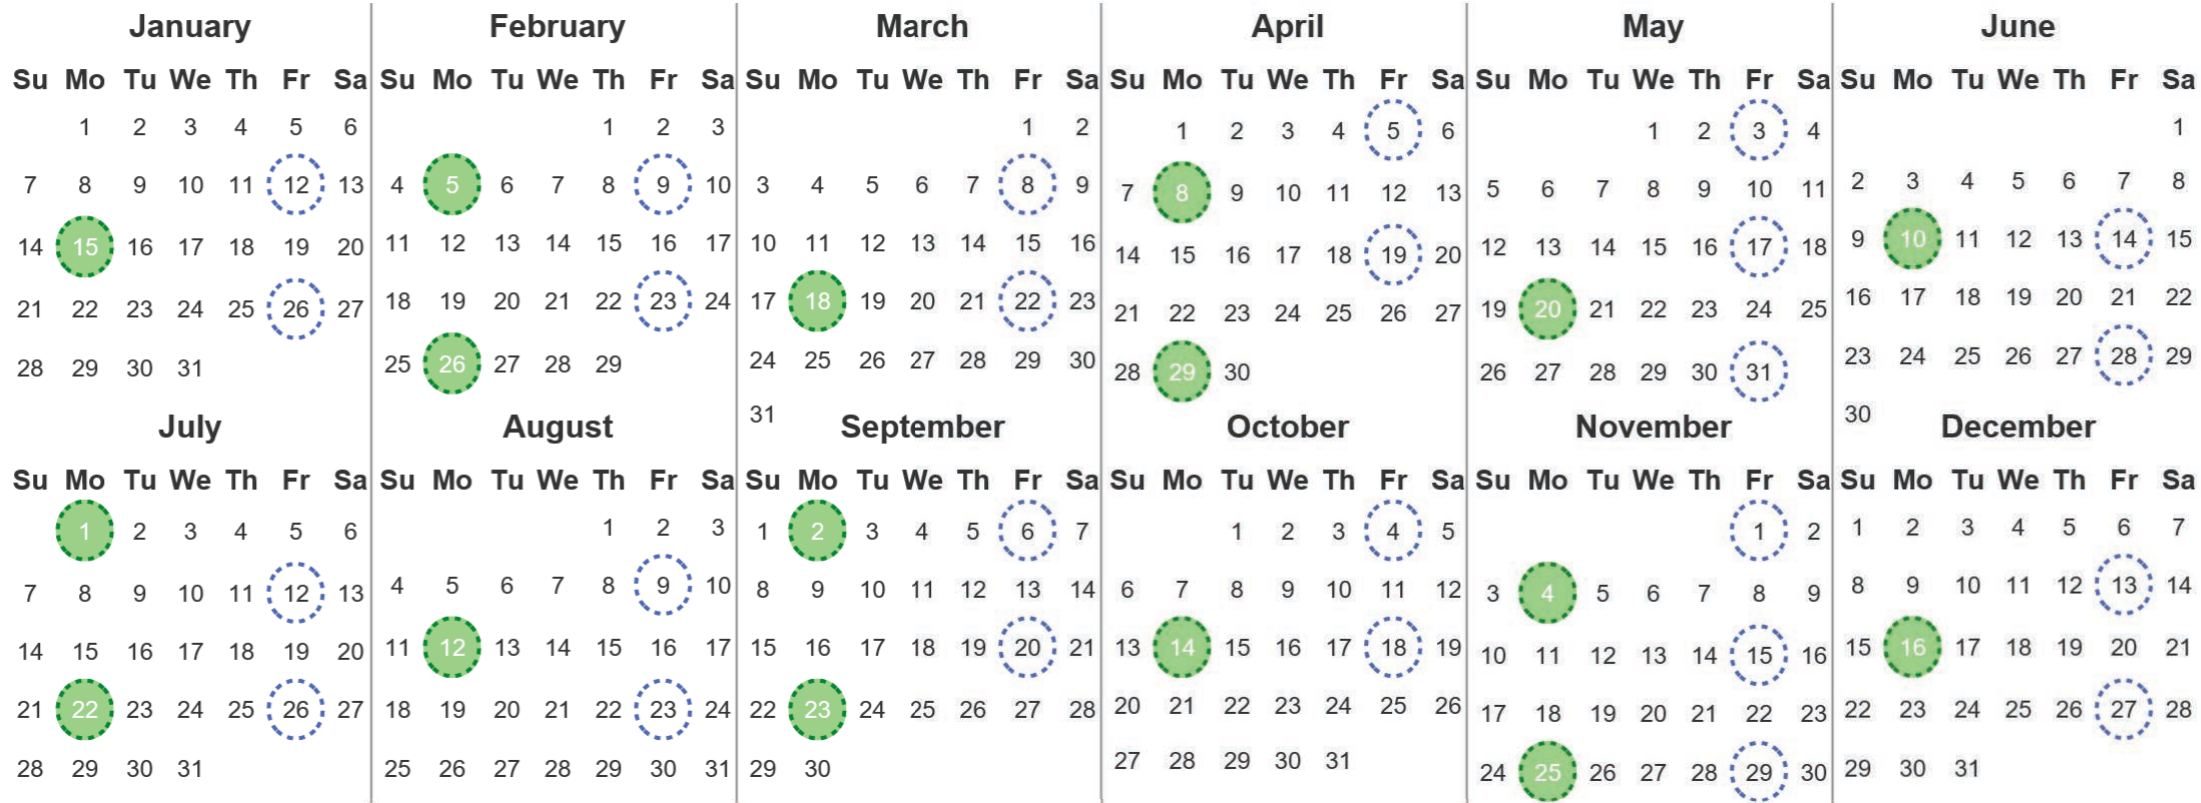 January
Su Mo Tu We Th Fr Sa
1 2 3 4 5 6
7 8 9 10 11 12 13
14 15 16 17 18 19 20
21 22 23 24 25 26 27
28 29 30 31
February
Su Mo Tu We Th Fr Sa
1 2 3
4 5 6 7 8 9 10
11 12 13 14 15 16 17
18 19 20 21 22 23 24
25 26 27 28 29
March
Su Mo Tu We Th Fr Sa
1 2
3 4 5 6 7 8 9
10 11 12 13 14 15 16
17 18 19 20 21 22 23
24 25 26 27 28 29 30
31
April
Su Mo Tu We Th Fr Sa
1 2 3 4 5 6
7 8 9 10 11 12 13
14 15 16 17 18 19 20
21 22 23 24 25 26 27
28 29 30
May
Su Mo Tu We Th Fr Sa
1 2 3 4
5 6 7 8 9 10 11
12 13 14 15 16 17 18
19 20 21 22 23 24 25
26 27 28 29 30 31
June
Su Mo Tu We Th Fr Sa
1
2 3 4 5 6 7 8
9 10 11 12 13 14 15
16 17 18 19 20 21 22
23 24 25 26 27 28 29
30
July
Su Mo Tu We Th Fr Sa
1 2 3 4 5 6
7 8 9 10 11 12 13
14 15 16 17 18 19 20
21 22 23 24 25 26 27
28 29 30 31
August
Su Mo Tu We Th Fr Sa
1 2 3
4 5 6 7 8 9 10
11 12 13 14 15 16 17
18 19 20 21 22 23 24
25 26 27 28 29 30 31
September
Su Mo Tu We Th Fr Sa
1 2 3 4 5 6 7
8 9 10 11 12 13 14
15 16 17 18 19 20 21
22 23 24 25 26 27 28
29 30
October
Su Mo Tu We Th Fr Sa
1 2 3 4 5
6 7 8 9 10 11 12
13 14 15 16 17 18 19
20 21 22 23 24 25 26
27 28 29 30 31
November
Su Mo Tu We Th Fr Sa
1 2
3 4 5 6 7 8 9
10 11 12 13 14 15 16
17 18 19 20 21 22 23
24 25 26 27 28 29 30
December
Su Mo Tu We Th Fr Sa
1 2 3 4 5 6 7
8 9 10 11 12 13 14
15 16 17 18 19 20 21
22 23 24 25 26 27 28
29 30 31